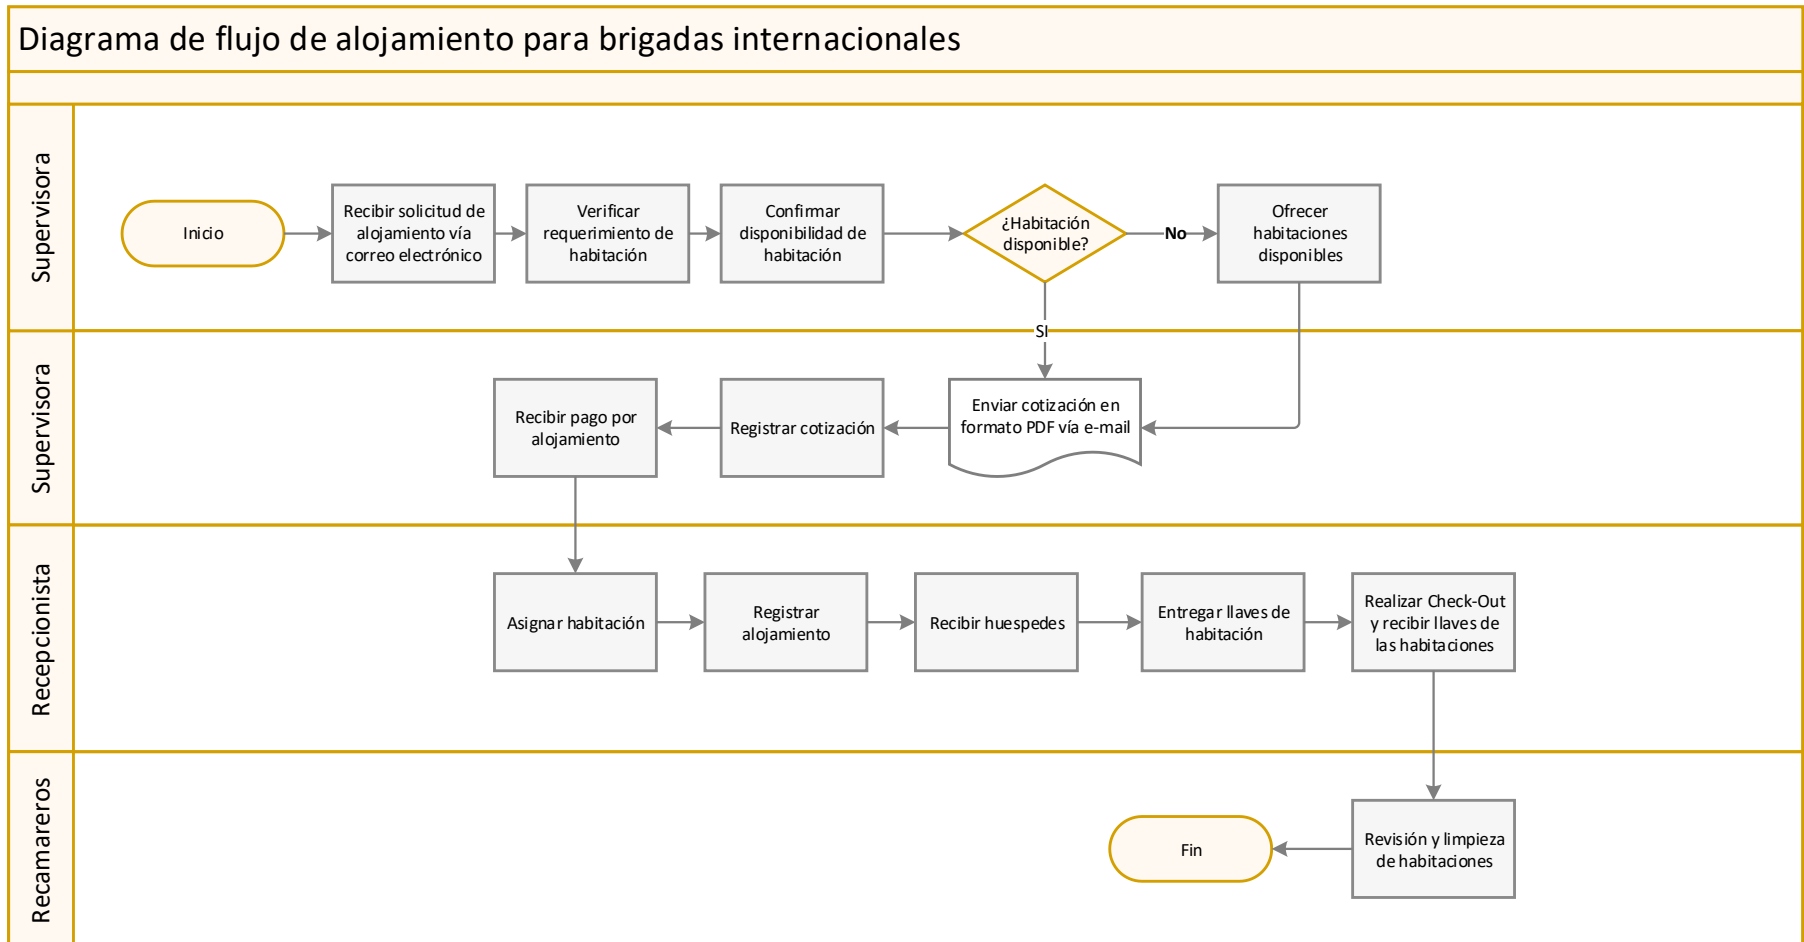 Diagrama de flujo de alojamiento para brigadas internacionales
Supervisora
Inicio
Recibir solicitud de
alojamiento vía
correo electrónico
Verificar
requerimiento de
habitación
Confirmar
disponibilidad de
habitación
¿Habitación
disponible?
No
Ofrecer
habitaciones
disponibles
SI
Supervisora
Recibir pago por
alojamiento
Registrar cotización
Enviar cotización en
formato PDF vía e-mail
Recepcionista
Asignar habitación
Registrar
alojamiento
Recibir huespedes
Entregar llaves de
habitación
Realizar Check-Out
y recibir llaves de
las habitaciones
Recamareros
Fin
Revisión y limpieza
de habitaciones